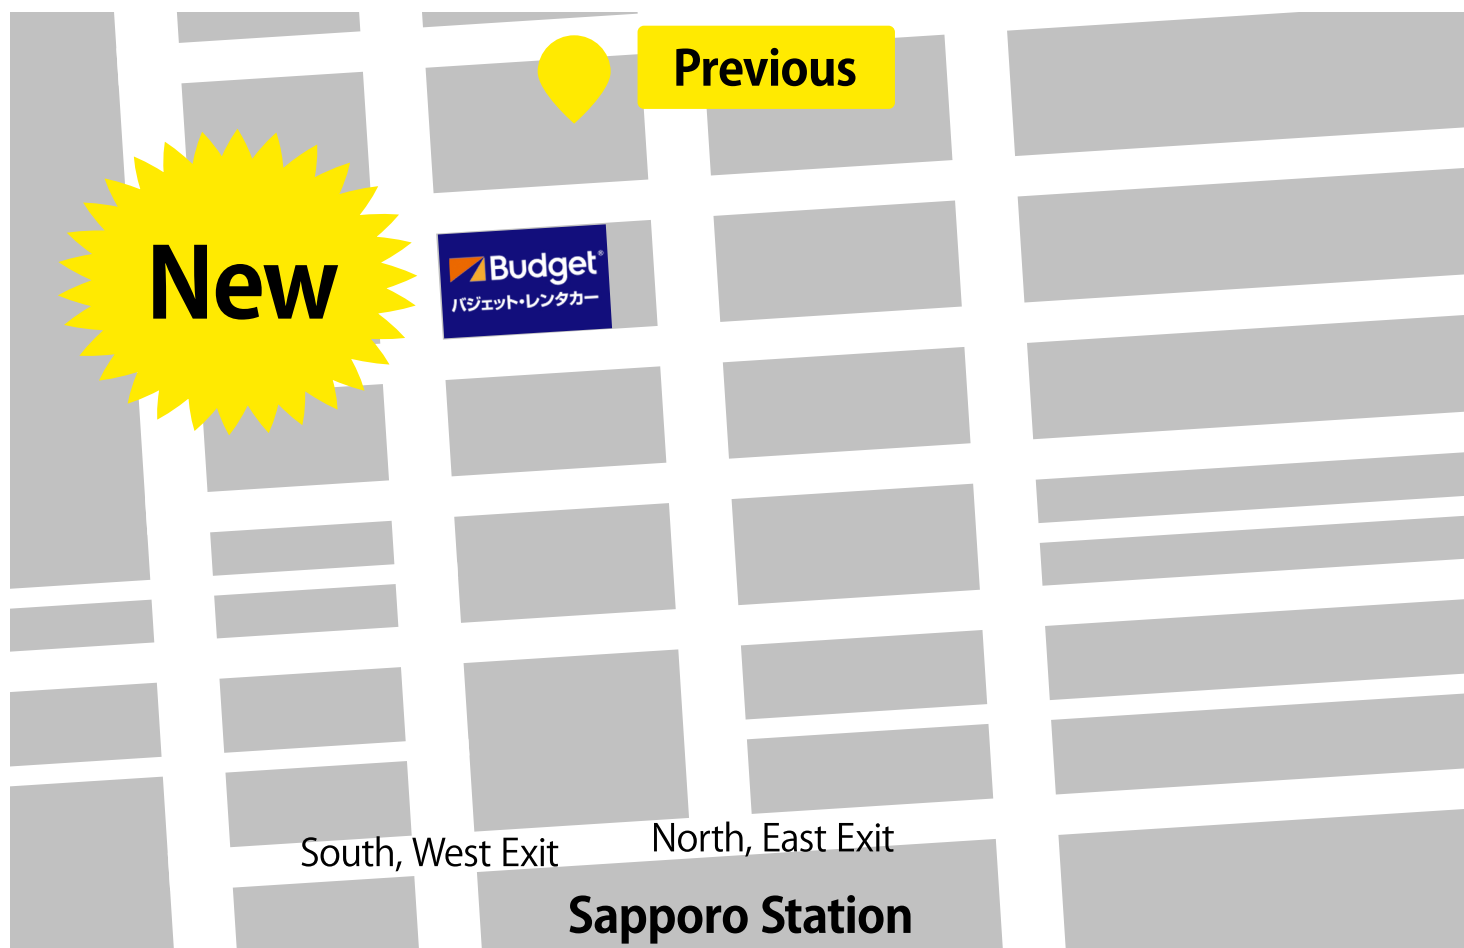 Previous
New
Budget®
バジェット・レンタカー
North, East Exit
South, West Exit
Sapporo Station